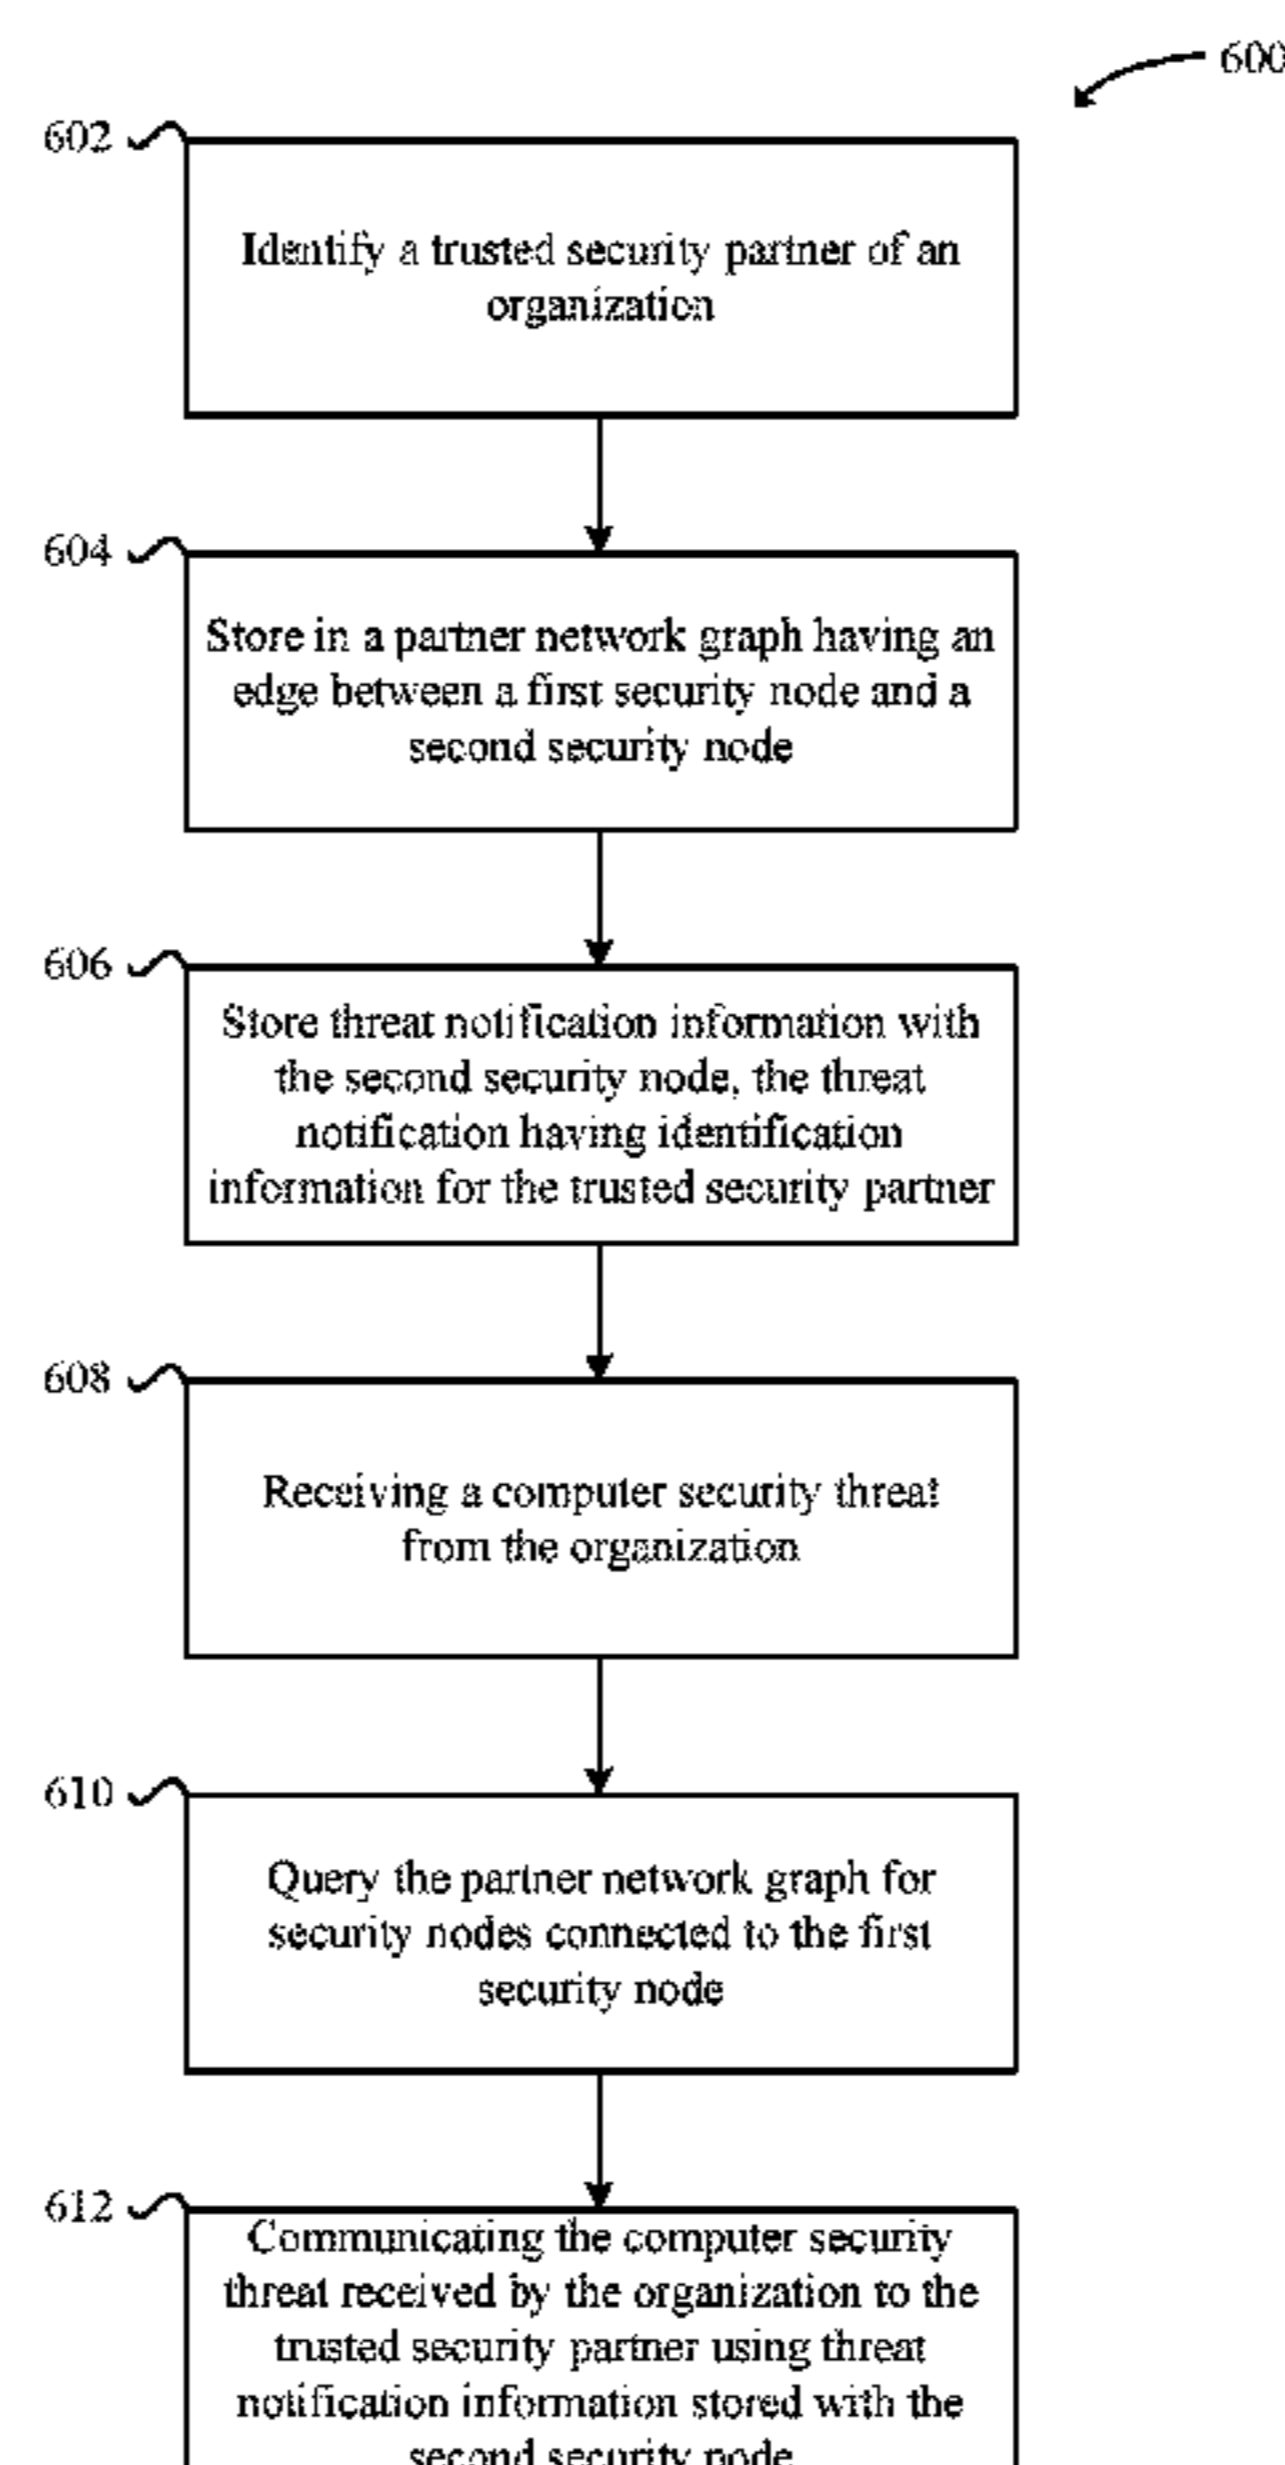 600
602
Identify a trusted security partner of an
organization
604
Store in a partner network graph having an
edge between a first security node and a
second security node
606
Store threat notification information with
the second security node, the threat
notification having identification
information for the trusted security partner
608
Receiving a computer security threat
from the organization
610
Query the partner network graph for
security nodes connected to the first
security node
612
Communicating the computer security
threat received by the organization to the
trusted security partner using threat
notification information stored with the
second security node